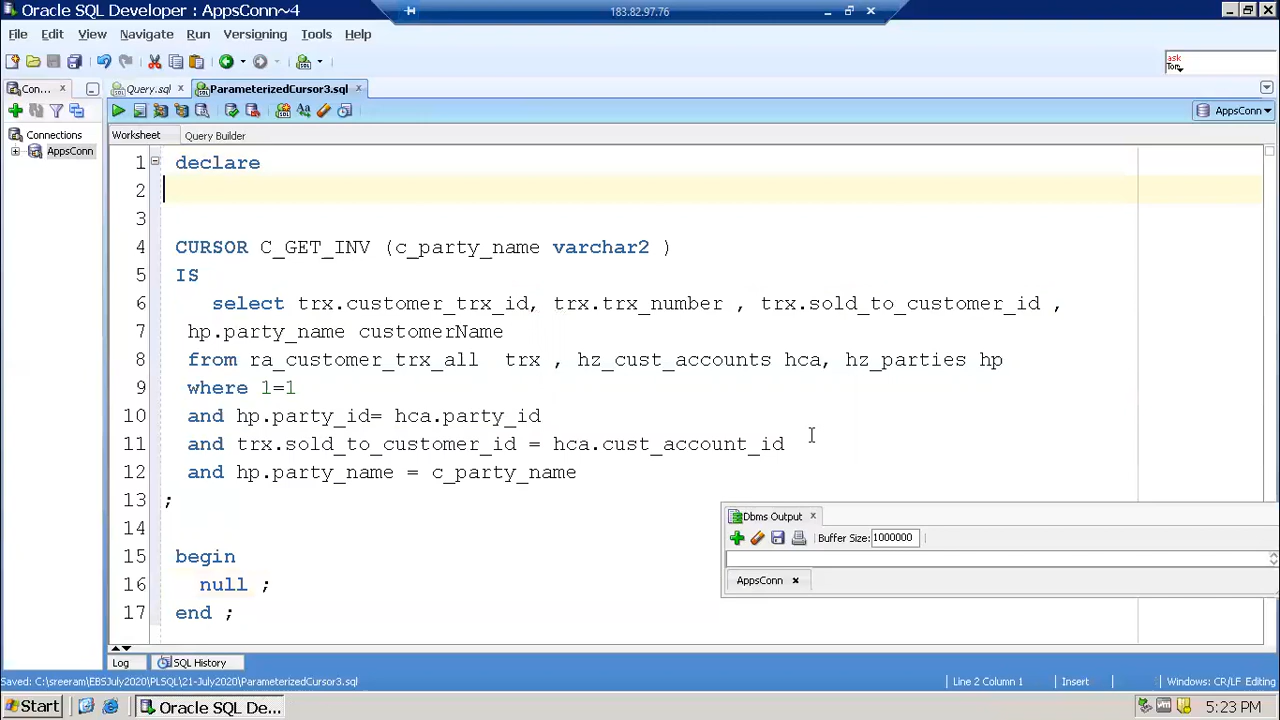 Oracle SQL Developer : AppsConn~4
183.82.97.76
File Edit View Navigate Run Versioning Tools Help
ask
Tom
Con...
Query.sql
ParameterizedCursor3.sql
AppsConn
Worksheet Query Builder
Connections
AppsConn
1 declare
2
3
4 CURSOR C_GET_INV (c_party_name varchar2 )
5 IS
6 select trx.customer_trx_id, trx.trx_number , trx.sold_to_customer_id ,
7 hp.party_name customerName
8 from ra_customer_trx_all trx , hz_cust_accounts hca, hz_parties hp
9 where 1=1
10 and hp.party_id= hca.party_id
11 and trx.sold_to_customer_id = hca.cust_account_id
12 and hp.party_name = c_party_name
13 ;
14
15 begin
16 null ;
17 end ;
Dbms Output
Buffer Size: 1000000
AppsConn
Log SQL History
Saved: C:\sreeram\EBSJuly2020\PLSQL\21-July2020\ParameterizedCursor3.sql
Line 2 Column 1 Insert Windows: CR/LF Editing
Start Oracle SQL De... 5:23 PM